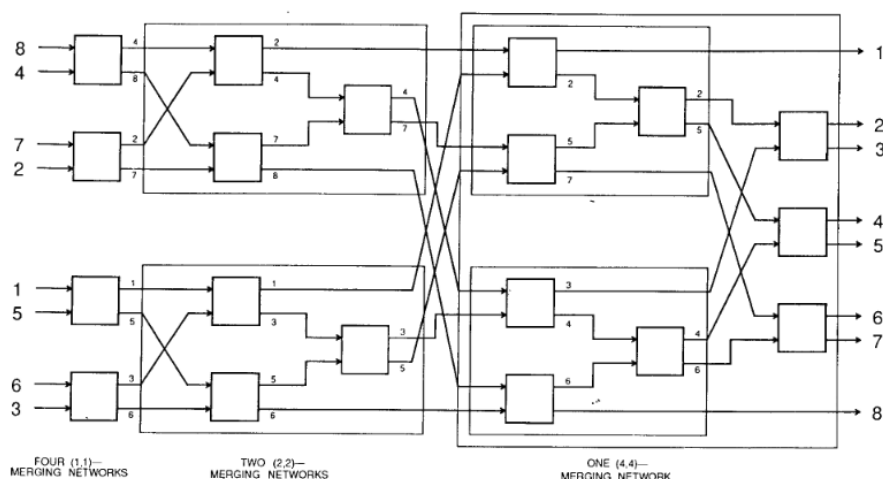 8 4 2 1
4 8 4 4 2 2
7 2 7 7 5 5 2
2 7 8 7 3
4
5
1 1 1 3 6
5 5 3 3 4 4 7
6 3 5 5 6 6
3 6 6 8
FOUR (1,1)— TWO (2,2)— ONE (4,4)—
MERGING NETWORKS MERGING NETWORKS MERGING NETWORK